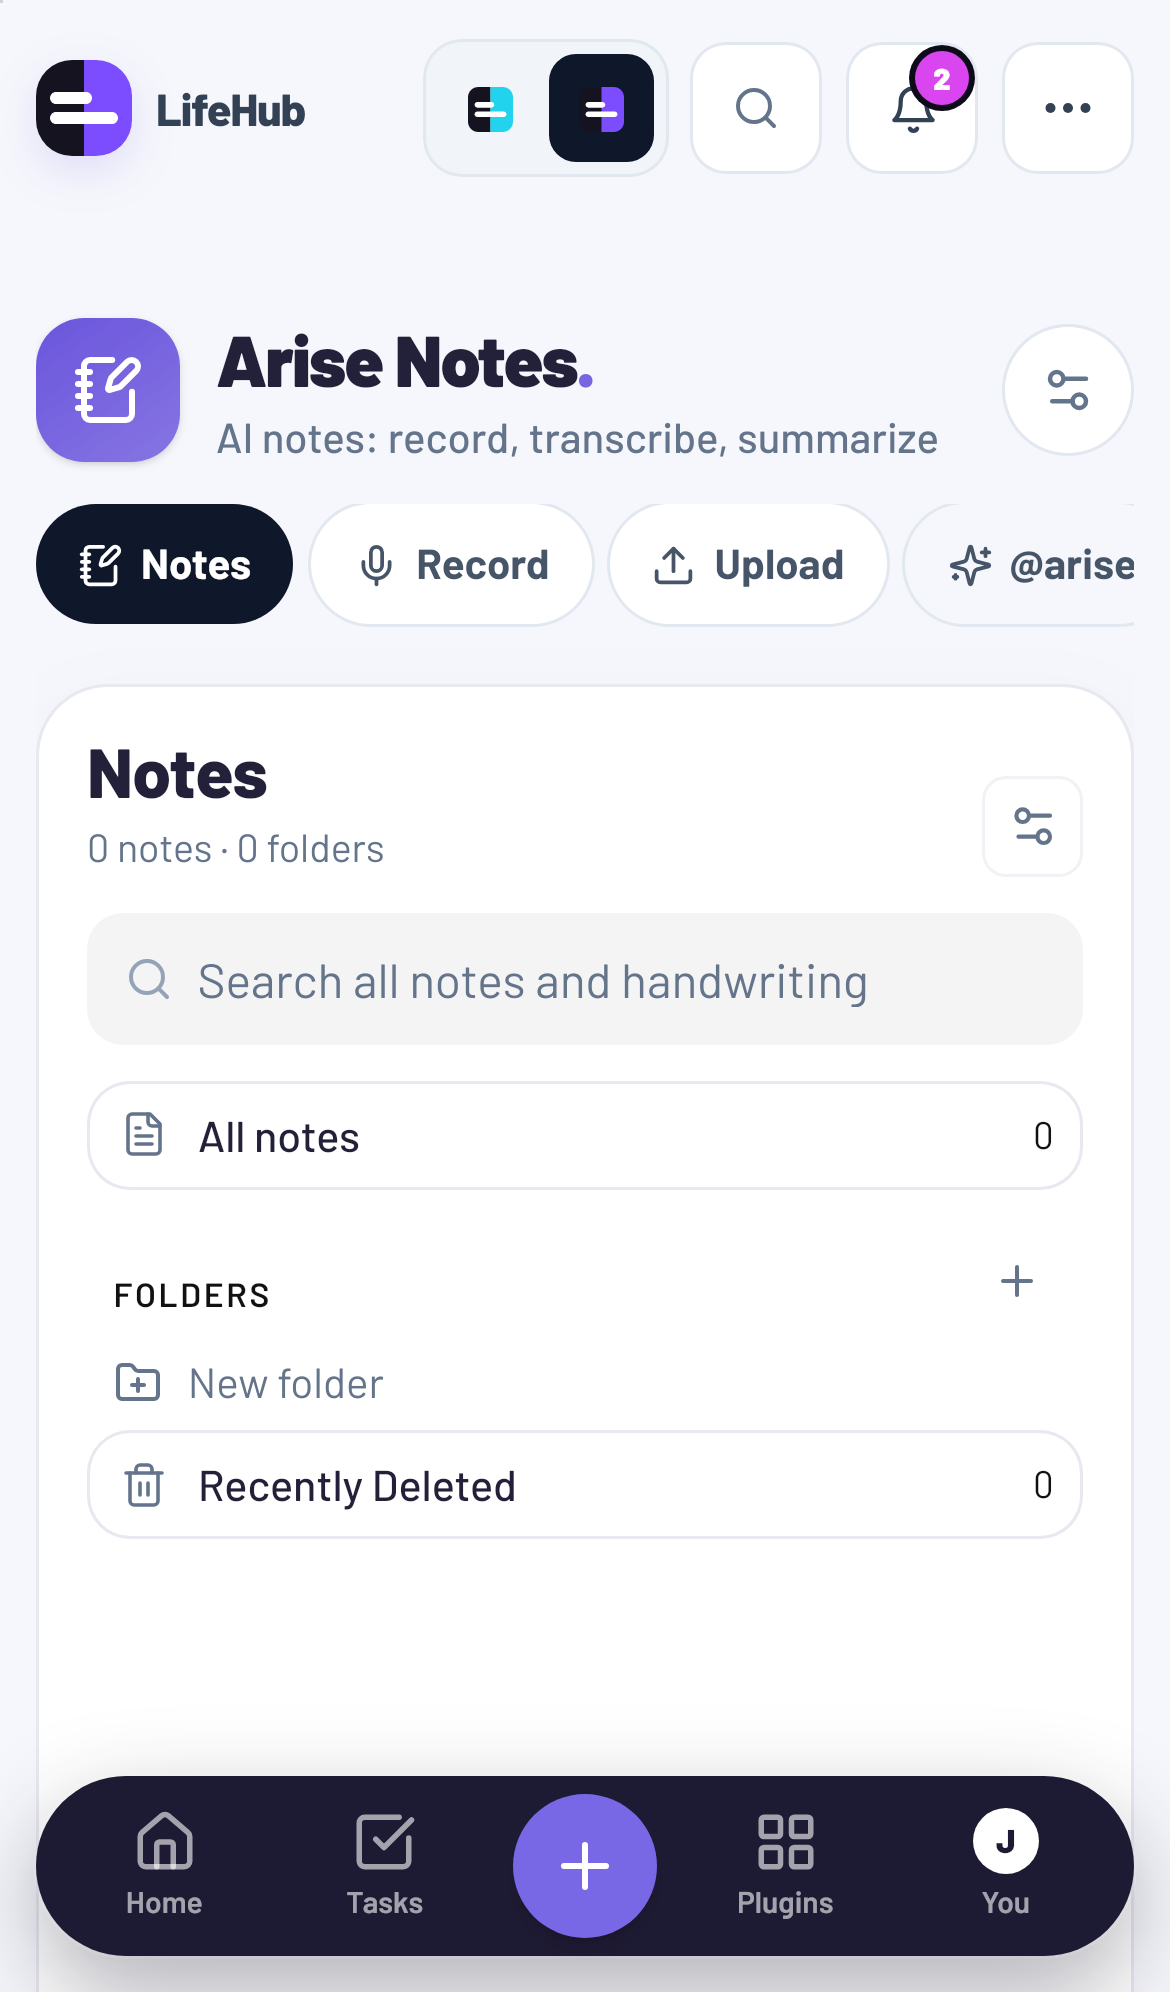 LifeHub
2
Arise Notes.
AI notes: record, transcribe, summarize
Notes
Record
Upload
@arise
Notes
0 notes · 0 folders
Search all notes and handwriting
All notes
0
FOLDERS
New folder
Recently Deleted
0
Home
Tasks
Plugins
J
You